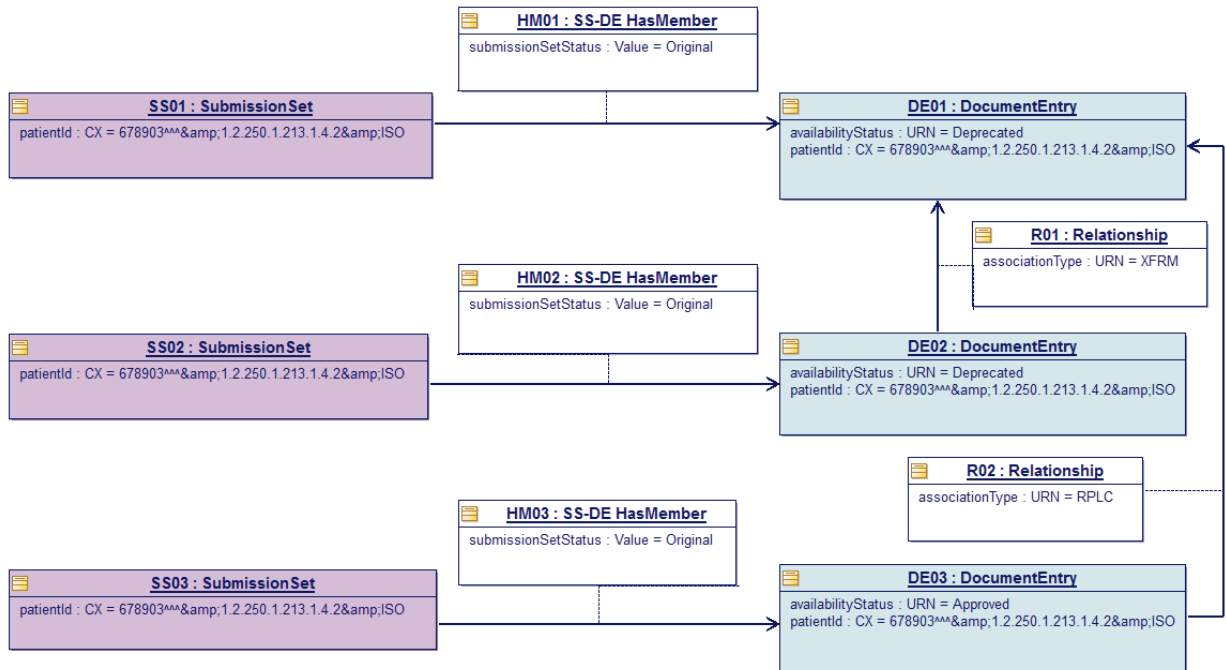 HM01 : SS-DE HasMember
submissionSetStatus : Value = Original
SS01 : SubmissionSet
patientId : CX = 678903^^^&amp;1.2.250.1.213.1.4.2&amp;ISO
DE01 : DocumentEntry
availabilityStatus : URN = Deprecated
patientId : CX = 678903^^^&amp;1.2.250.1.213.1.4.2&amp;ISO
R01 : Relationship
associationType : URN = XFRM
HM02 : SS-DE HasMember
submissionSetStatus : Value = Original
SS02 : SubmissionSet
patientId : CX = 678903^^^&amp;1.2.250.1.213.1.4.2&amp;ISO
DE02 : DocumentEntry
availabilityStatus : URN = Deprecated
patientId : CX = 678903^^^&amp;1.2.250.1.213.1.4.2&amp;ISO
R02 : Relationship
associationType : URN = RPLC
HM03 : SS-DE HasMember
submissionSetStatus : Value = Original
SS03 : SubmissionSet
patientId : CX = 678903^^^&amp;1.2.250.1.213.1.4.2&amp;ISO
DE03 : DocumentEntry
availabilityStatus : URN = Approved
patientId : CX = 678903^^^&amp;1.2.250.1.213.1.4.2&amp;ISO